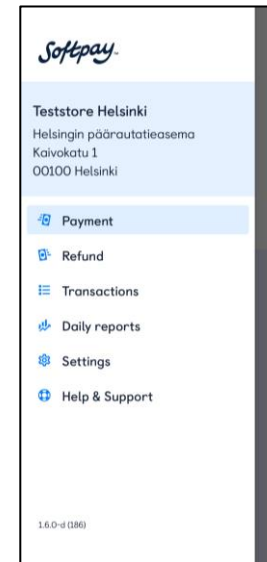 Softpay
Teststore Helsinki
Helsingin päärautatieasema
Kaivokatu 1
00100 Helsinki
Payment
Refund
Transactions
Daily reports
Settings
Help & Support
1.6.0-d (186)